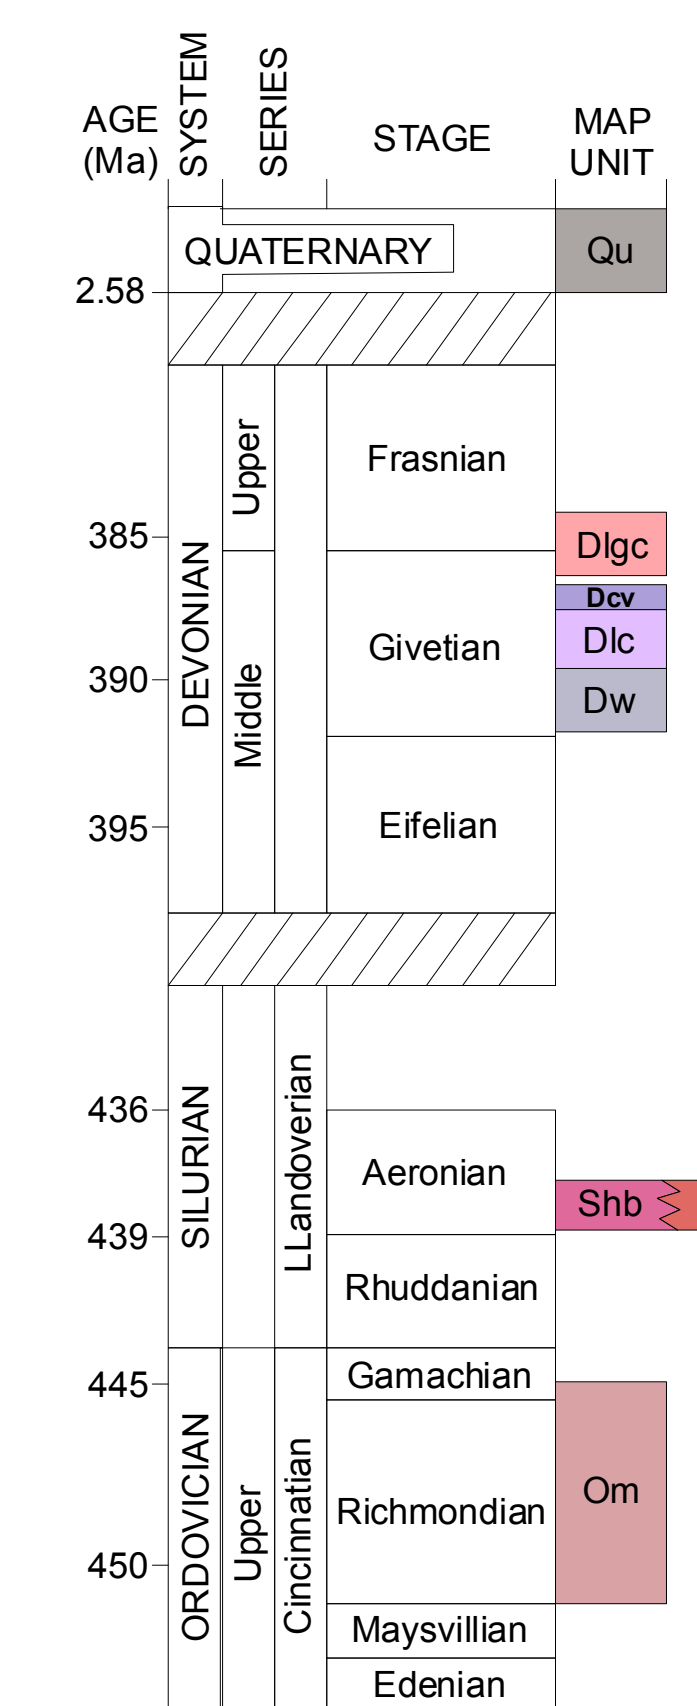 AGE
(Ma)
SYSTEM
SERIES
STAGE
MAP
UNIT
QUATERNARY
Qu
2.58
DEVONIAN
Upper
Frasnian
385
Dlgc
Dcv
Middle
Givetian
Dlc
390
Dw
395
Eifelian
SILURIAN
LLandoverian
436
Aeronian
Shb
439
Rhuddanian
ORDOVICIAN
Upper
Cincinnatian
Gamachian
445
Om
Richmondian
450
Maysvillian
Edenian